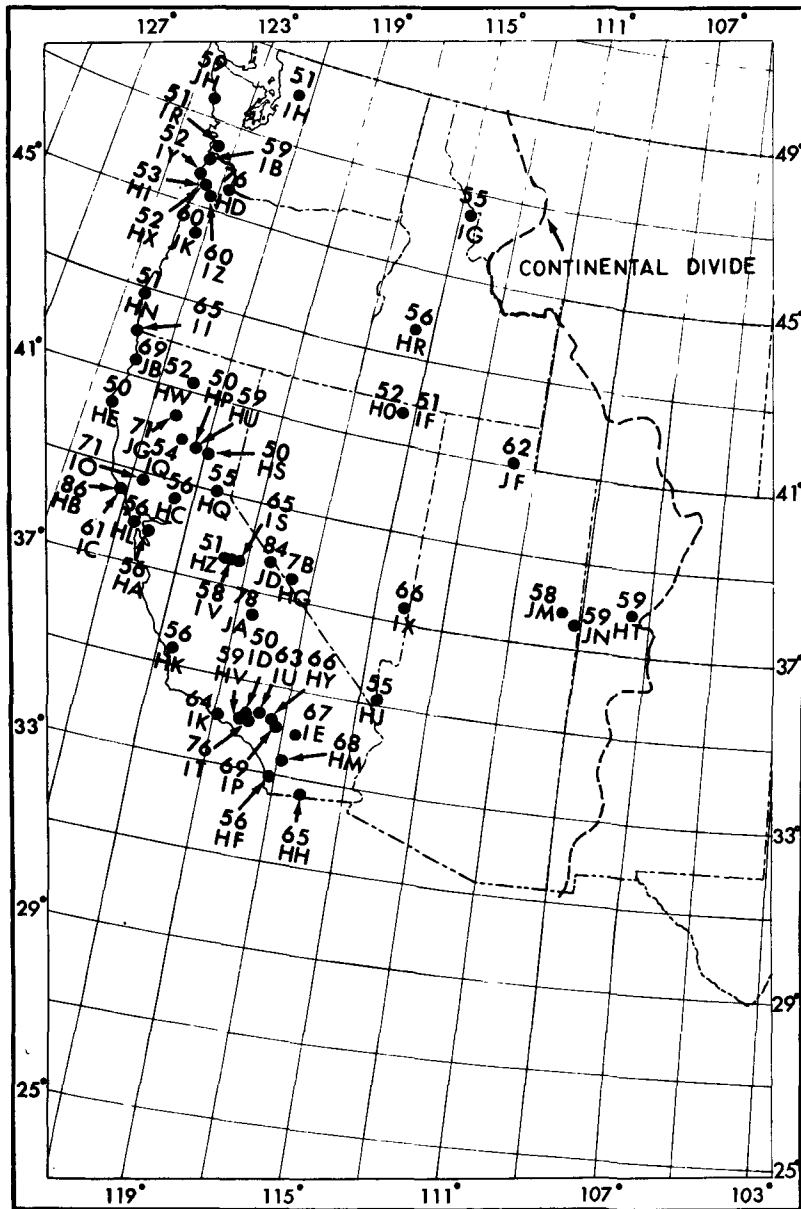 127° 123° 119° 115° 111° 107°
59
JH
51
IH
51
IR
52
IY
59
IB
45°
49°
53
HI
76
HD
55
IG
52
HX
60
JK
60
IZ
CONTINENTAL DIVIDE
51
HN
65
II
56
HR
45°
41°
69
JB
52
HW
50
HP
59
HU
50
HE
52
HO
51
IF
71
JG
54
JQ
50
HS
62
JF
71
IO
56
HC
55
HQ
41°
86
HB
65
IS
61
IC
56
HL
37°
51
HZ
84
JD
78
HG
56
HA
58
IV
78
JA
66
IX
58
JM
59
JN
59
HT
56
HK
50
ID
37°
59
HV
63
IU
66
HY
55
HJ
64
IK
67
IE
33°
76
IT
69
IP
68
HM
56
HF
65
HH
33°
29°
29°
25°
25°
119° 115° 111° 107° 103°